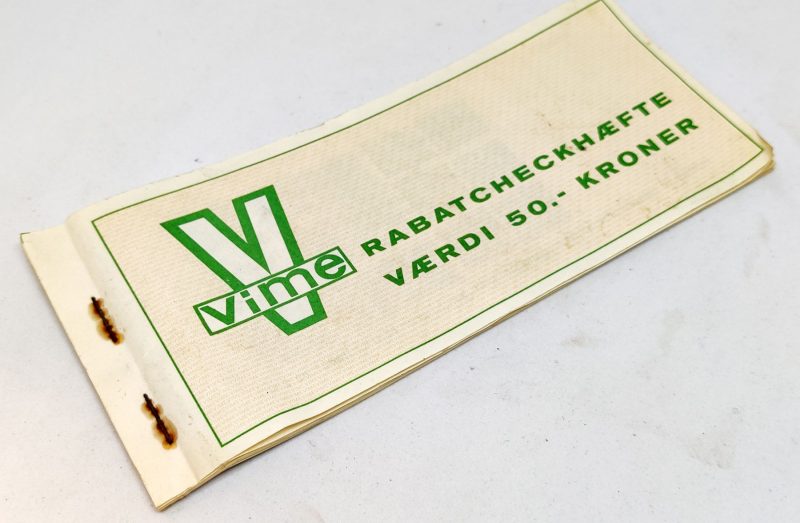 V
vime
RABATCHECKHÆFTE
VÆRDI 50.- KRONER